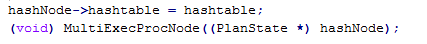 hashNode->hashtable = hashtable;
(void) MultiExecProcNode((PlanState *) hashNode);